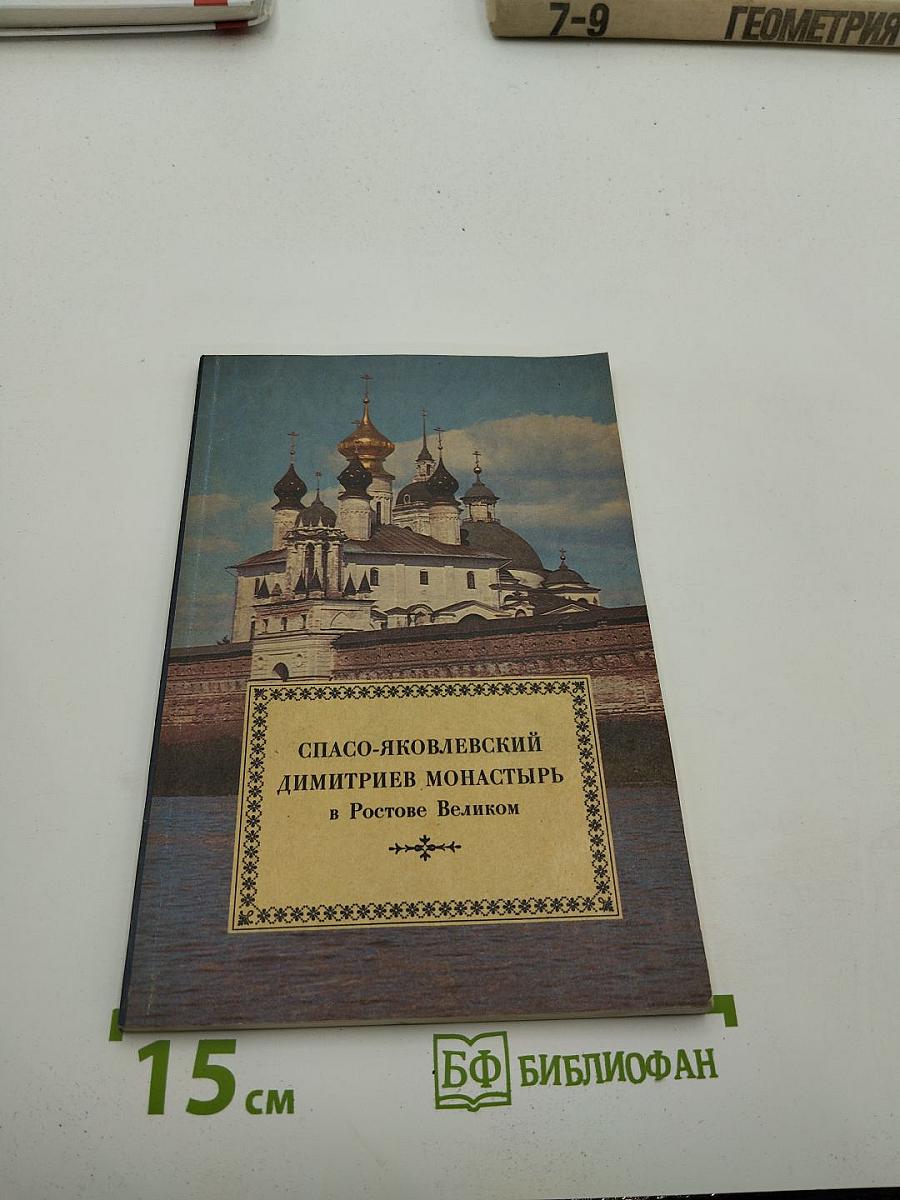 7-9 ГЕОМЕТРИЯ
СПАСО-ЯКОВЛЕВСКИЙ
ДИМИТРИЕВ МОНАСТЫРЬ
в Ростове Великом
15 см
БФ БИБЛИОФАН